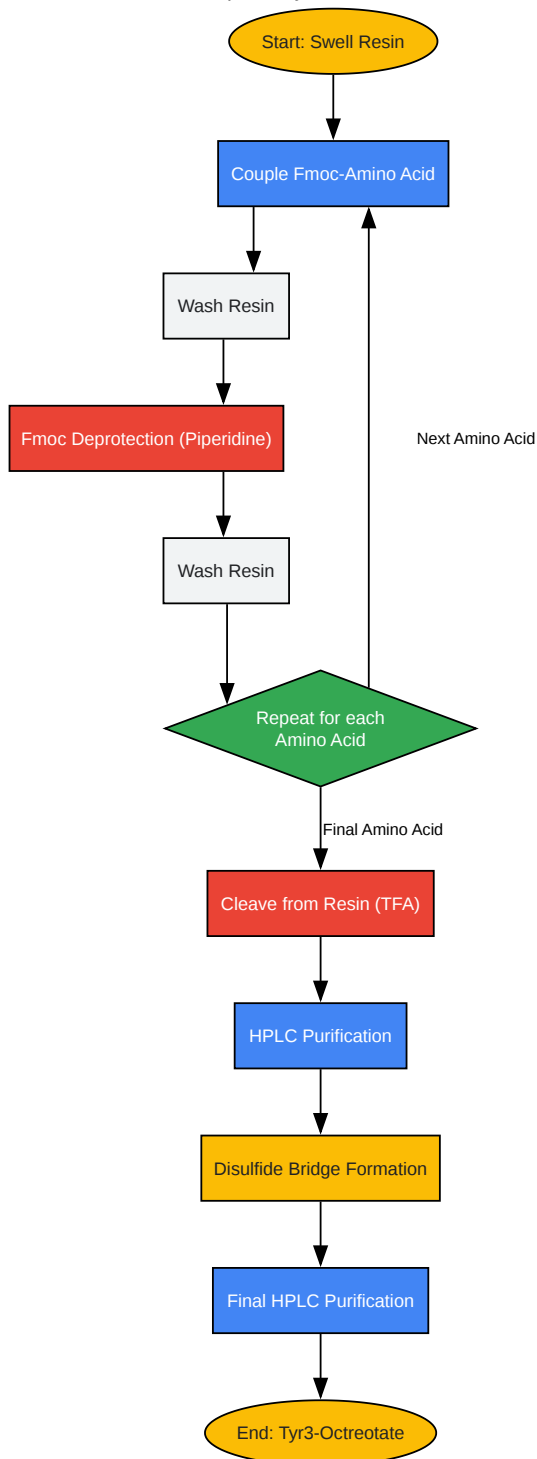 Start: Swell Resin
Couple Fmoc-Amino Acid
Wash Resin
Fmoc Deprotection (Piperidine)
Next Amino Acid
Wash Resin
Repeat for each
Amino Acid
Final Amino Acid
Cleave from Resin (TFA)
HPLC Purification
Disulfide Bridge Formation
Final HPLC Purification
End: Tyr3-Octreotate